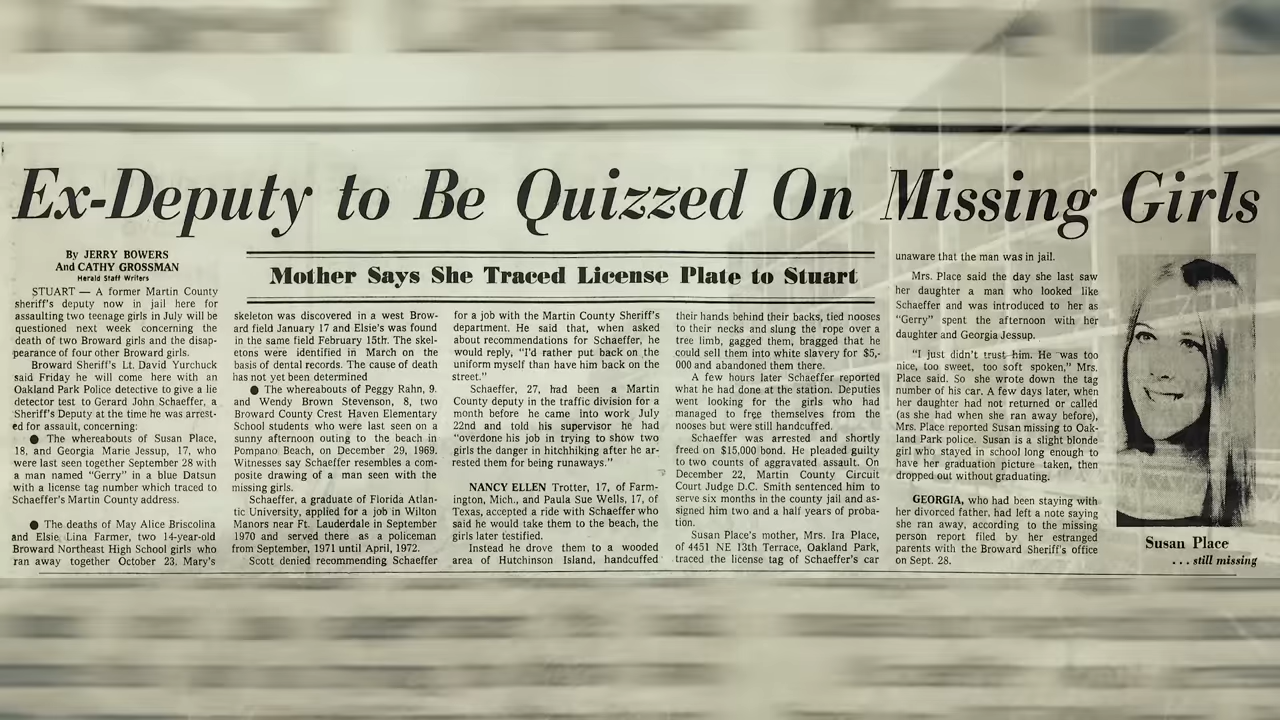 Ex-Deputy to Be Quizzed On Missing Girls
By JERRY BOWERS
And CATHY GROSSMAN
Herald Staff Writers
STUART — A former Martin County
sheriff's deputy now in jail here for
assaulting two teenage girls in July will be
questioned next week concerning the
death of two Broward girls and the disap-
pearance of four other Broward girls.
Broward Sheriff's Lt. David Yurchuck
said Friday he will come here with an
Oakland Park Police detective to give a lie
detector test to Gerard John Schaeffer, a
Sheriff's Deputy at the time he was arrest-
ed for assault, concerning:
● The whereabouts of Susan Place,
18, and Georgia Marie Jessup, 17, who
were last seen together September 28 with
a man named "Gerry" in a blue Datsun
with a license tag number which traced to
Schaeffer's Martin County address.
● The deaths of May Alice Briscolina
and Elsie Lina Farmer, two 14-year-old
Broward Northeast High School girls who
ran away together October 23. Mary's
Mother Says She Traced License Plate to Stuart
skeleton was discovered in a west Brow-
ard field January 17 and Elsie's was found
in the same field February 15th. The skel-
etons were identified in March on the
basis of dental records. The cause of death
has not yet been determined
● The whereabouts of Peggy Rahn, 9.
and Wendy Brown Stevenson, 8, two
Broward County Crest Haven Elementary
School students who were last seen on a
sunny afternoon outing to the beach in
Pompano Beach, on December 29, 1969.
Witnesses say Schaefer resembles a com-
posite drawing of a man seen with the
missing girls.
Schaefer, a graduate of Florida Atlan-
tic University, applied for a job in Wilton
Manors near Ft. Lauderdale in September
1970 and served there as a policeman
from September, 1971 until April, 1972.
Scott denied recommending Schaeffer
for a job with the Martin County Sheriff's
department. He said that, when asked
about recommendations for Schaeffer, he
would reply, "I'd rather put back on the
uniform myself than have him back on the
street."
Schaeffer, 27, had been a Martin
County deputy in the traffic division for a
month before he came into work July
22nd and told his supervisor he had
"overdone his job in trying to show two
girls the danger in hitchhiking after he ar-
rested them for being runaways."
NANCY ELLEN Trotter, 17, of Farm-
ington, Mich., and Paula Sue Wells, 17, of
Texas, accepted a ride with Schaeffer who
said he would take them to the beach, the
girls later testified.
Instead he drove them to a wooded
area of Hutchinson Island, handcuffed
their hands behind their backs, tied nooses
to their necks and slung the rope over a
tree limb, gagged them, bragged that he
could sell them into white slavery for $5,-
000 and abandoned them there.
A few hours later Schaeffer reported
what he had done at the station. Deputies
went looking for the girls who had
managed to free themselves from the
nooses but were still handcuffed.
Schaefer was arrested and shortly
freed on $15,000 bond. He pleaded guilty
to two counts of aggravated assault. On
December 22, Martin County Circuit
Court Judge D.C. Smith sentenced him to
serve six months in the county jail and as-
signed him two and a half years of proba-
tion.
Susan Place's mother, Mrs. Ira Place,
of 4451 NE 13th Terrace, Oakland Park,
traced the license tag of Schaeffer's car
unaware that the man was in jail.
Mrs. Place said the day she last saw
her daughter a man who looked like
Schaeffer and was introduced to her as
"Gerry" spent the afternoon with her
daughter and Georgia Jessup.
"I just didn't trust him. He was too
nice, too sweet, too soft spoken," Mrs.
Place said. So she wrote down the tag
number of his car. A few days later, when
her daughter had not returned or called
(as she had when she ran away before),
Mrs. Place reported Susan missing to Oak-
land Park police. Susan is a slight blonde
girl who stayed in school long enough to
have her graduation picture taken, then
dropped out without graduating.
GEORGIA, who had been staying with
her divorced father, had left a note saying
she ran away, according to the missing
person report filed by her estranged
parents with the Broward Sheriff's office
on Sept. 28.
Susan Place
. . . still missing